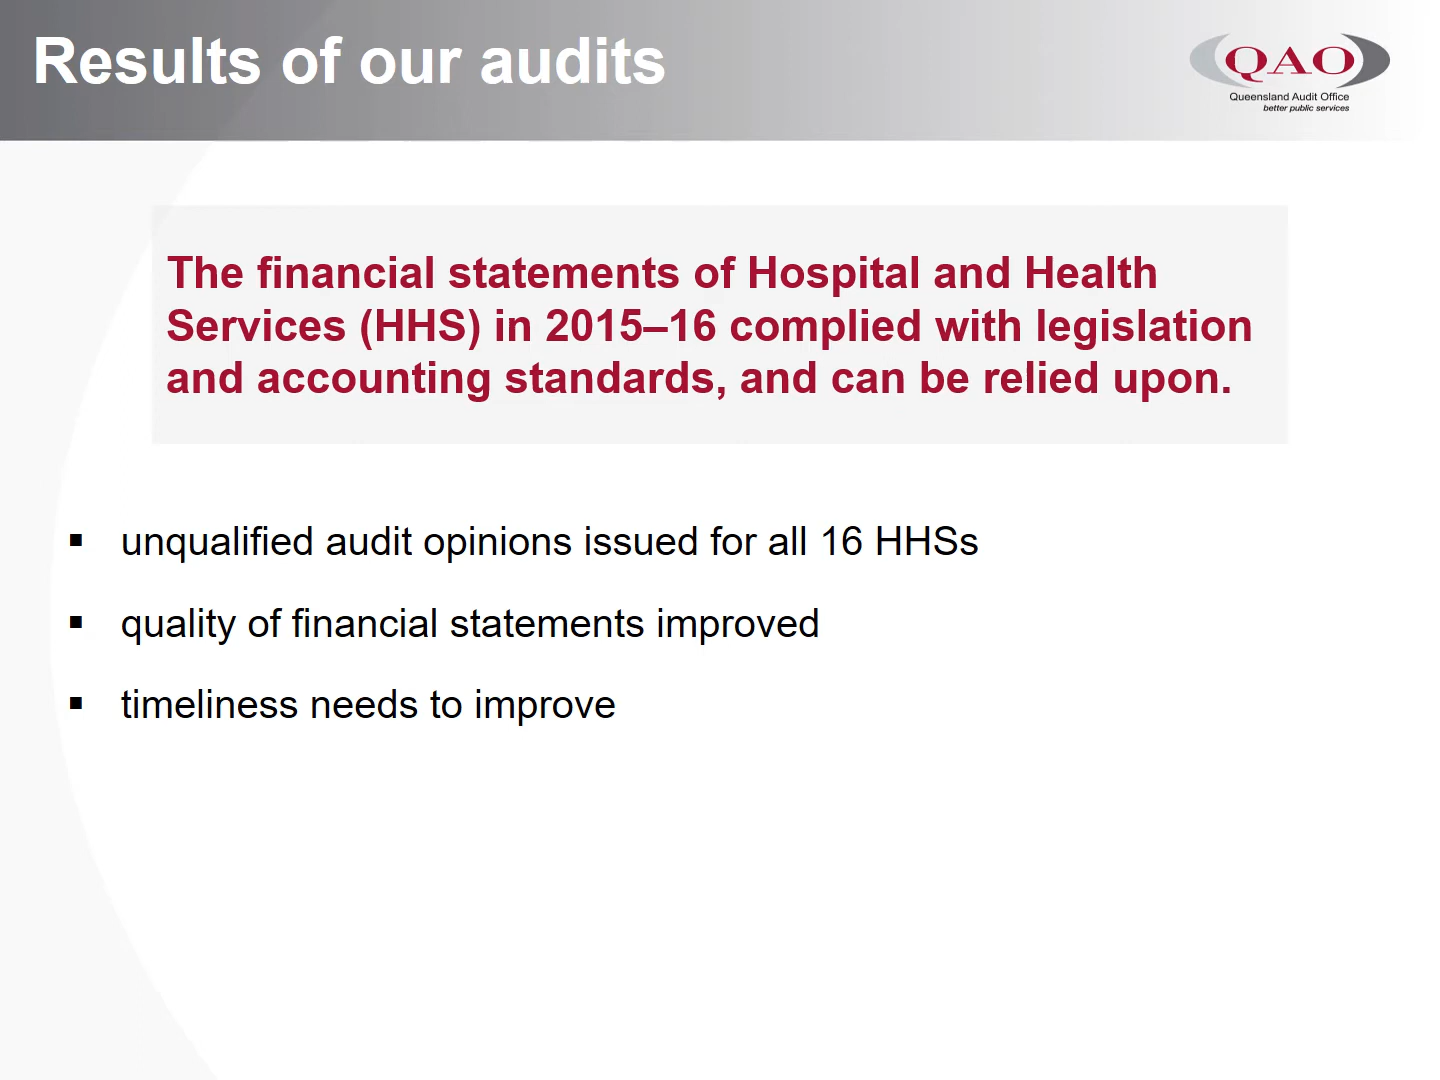 Results of our audits
QAO
Queensland Audit Office
better public services
The financial statements of Hospital and Health
Services (HHS) in 2015–16 complied with legislation
and accounting standards, and can be relied upon.
▪ unqualified audit opinions issued for all 16 HHSs
▪ quality of financial statements improved
▪ timeliness needs to improve